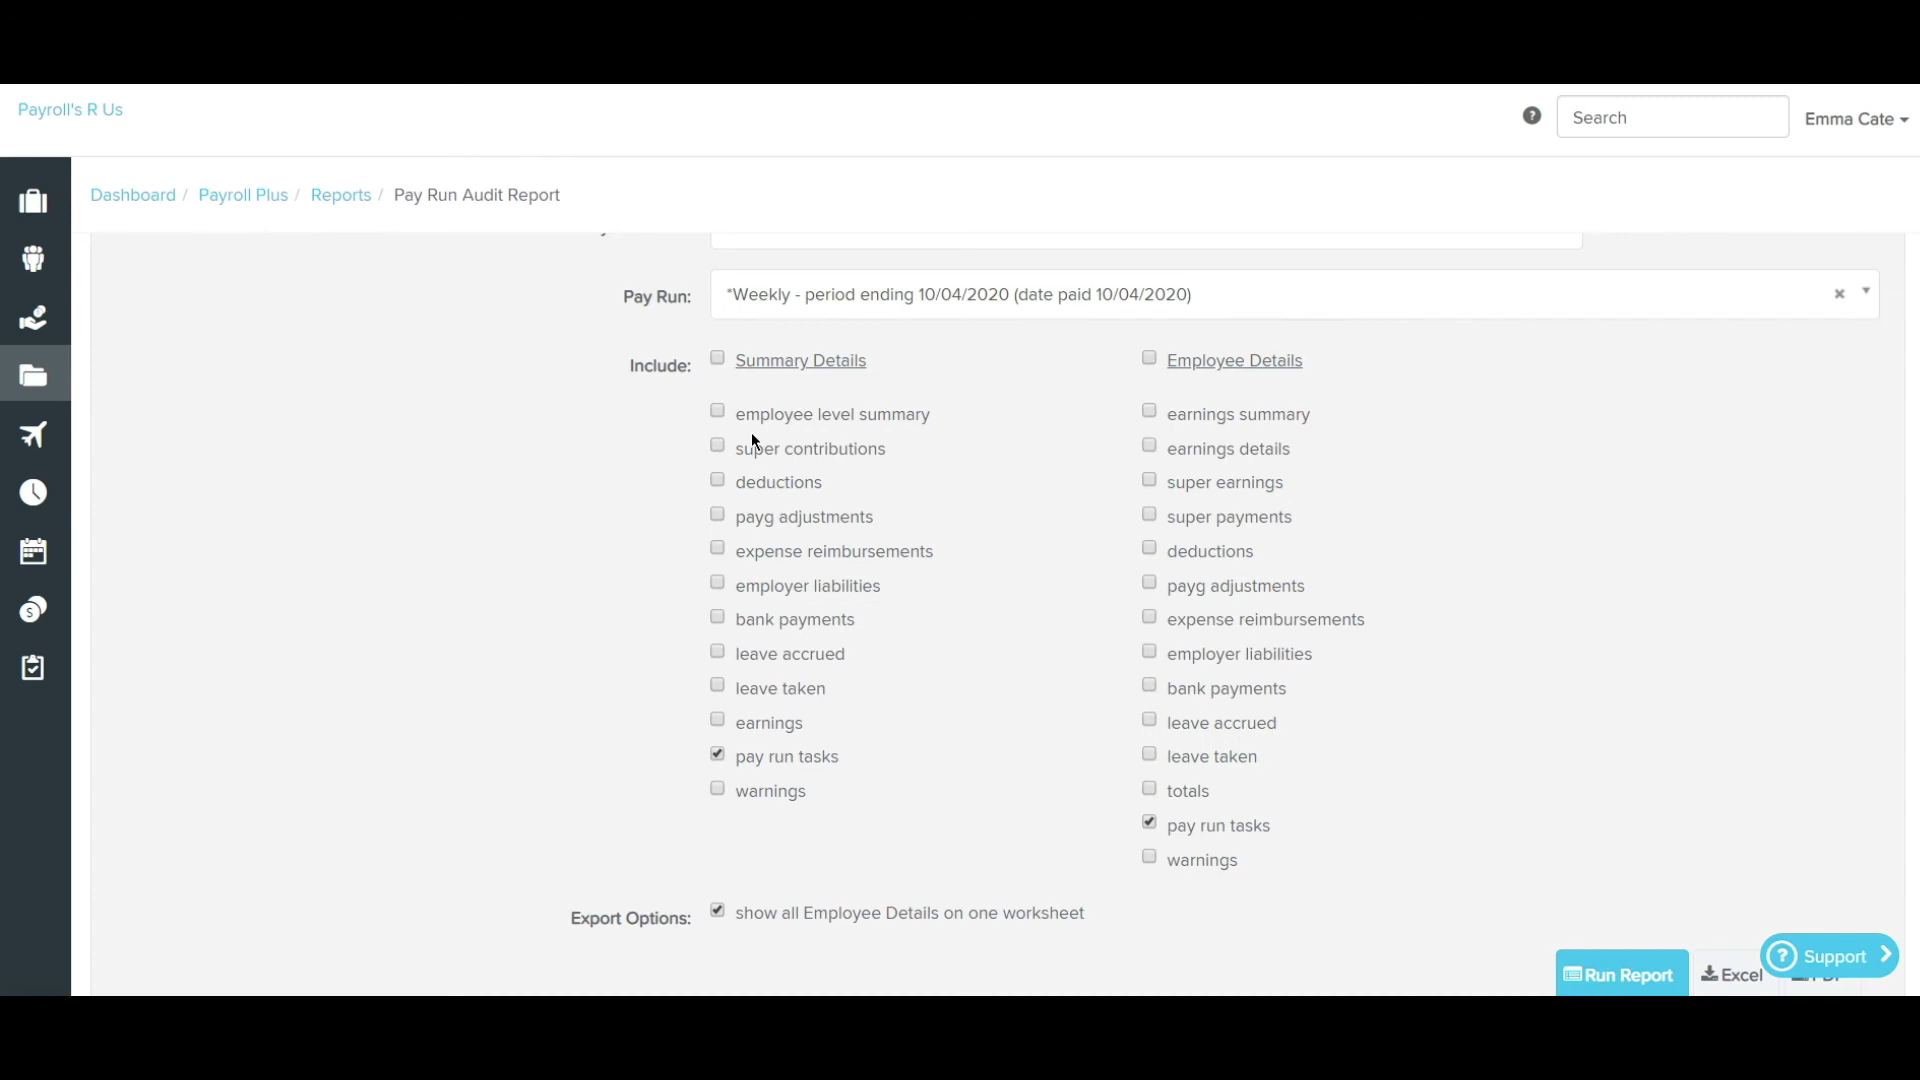 Payroll's R Us
Search
Emma Cate
Dashboard / Payroll Plus / Reports / Pay Run Audit Report
Pay Run: *Weekly - period ending 10/04/2020 (date paid 10/04/2020)
Include: Summary Details
employee level summary
super contributions
deductions
payg adjustments
expense reimbursements
employer liabilities
bank payments
leave accrued
leave taken
earnings
pay run tasks
warnings
Employee Details
earnings summary
earnings details
super earnings
super payments
deductions
payg adjustments
expense reimbursements
employer liabilities
bank payments
leave accrued
leave taken
totals
pay run tasks
warnings
Export Options: show all Employee Details on one worksheet
Run Report
Excel
? Support